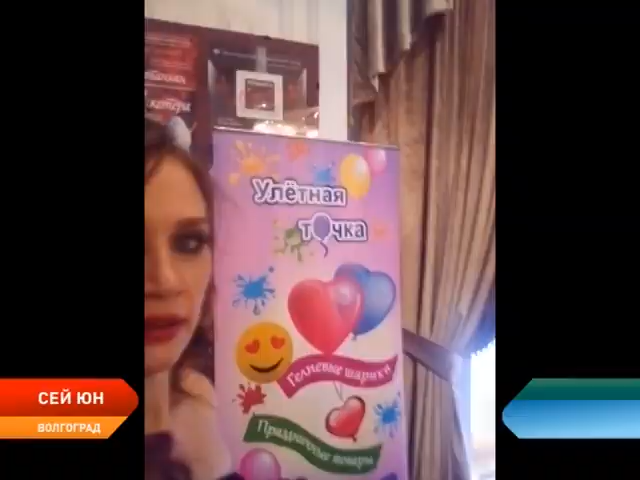 Улётная
точка
Гелиевые шарики
Праздничные товары
СЕЙ ЮН
ВОЛГОГРАД